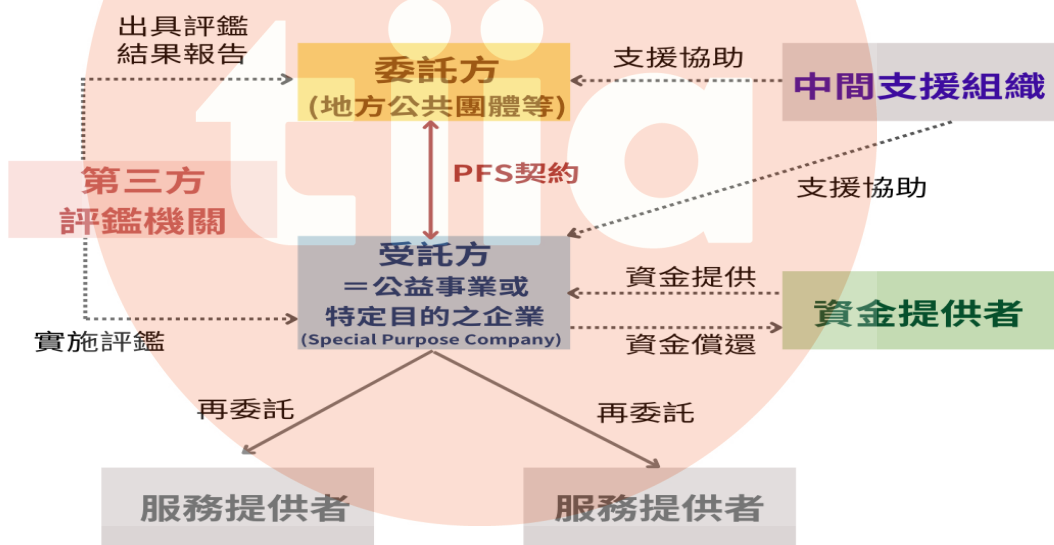 出具評鑑
結果報告
委託方
(地方公共團體等)
支援協助
中間支援組織
tiia
PFS契約
第三方
評鑑機關
支援協助
受託方
＝公益事業或
特定目的之企業
(Special Purpose Company)
資金提供
資金提供者
資金償還
實施評鑑
再委託
再委託
服務提供者
服務提供者